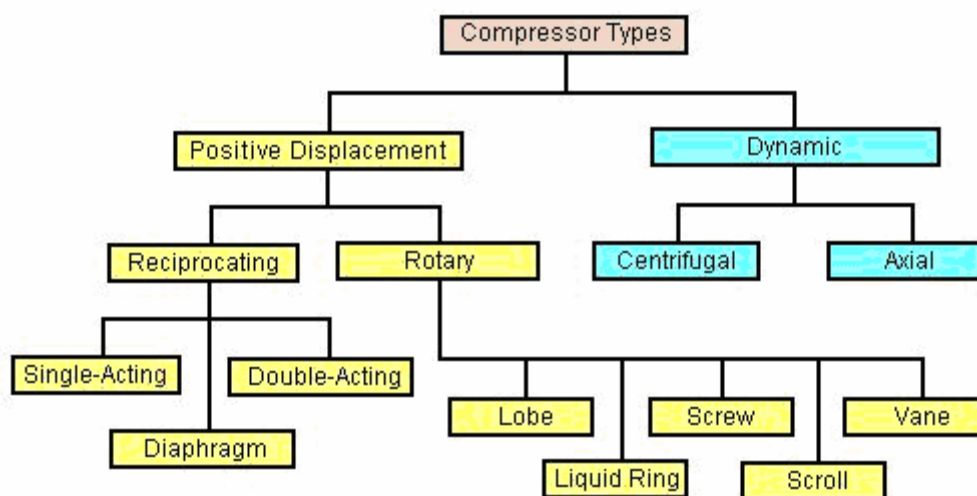 Compressor Types
Positive Displacement
Dynamic
Reciprocating
Rotary
Centrifugal
Axial
Single-Acting
Double-Acting
Diaphragm
Lobe
Screw
Vane
Liquid Ring
Scroll